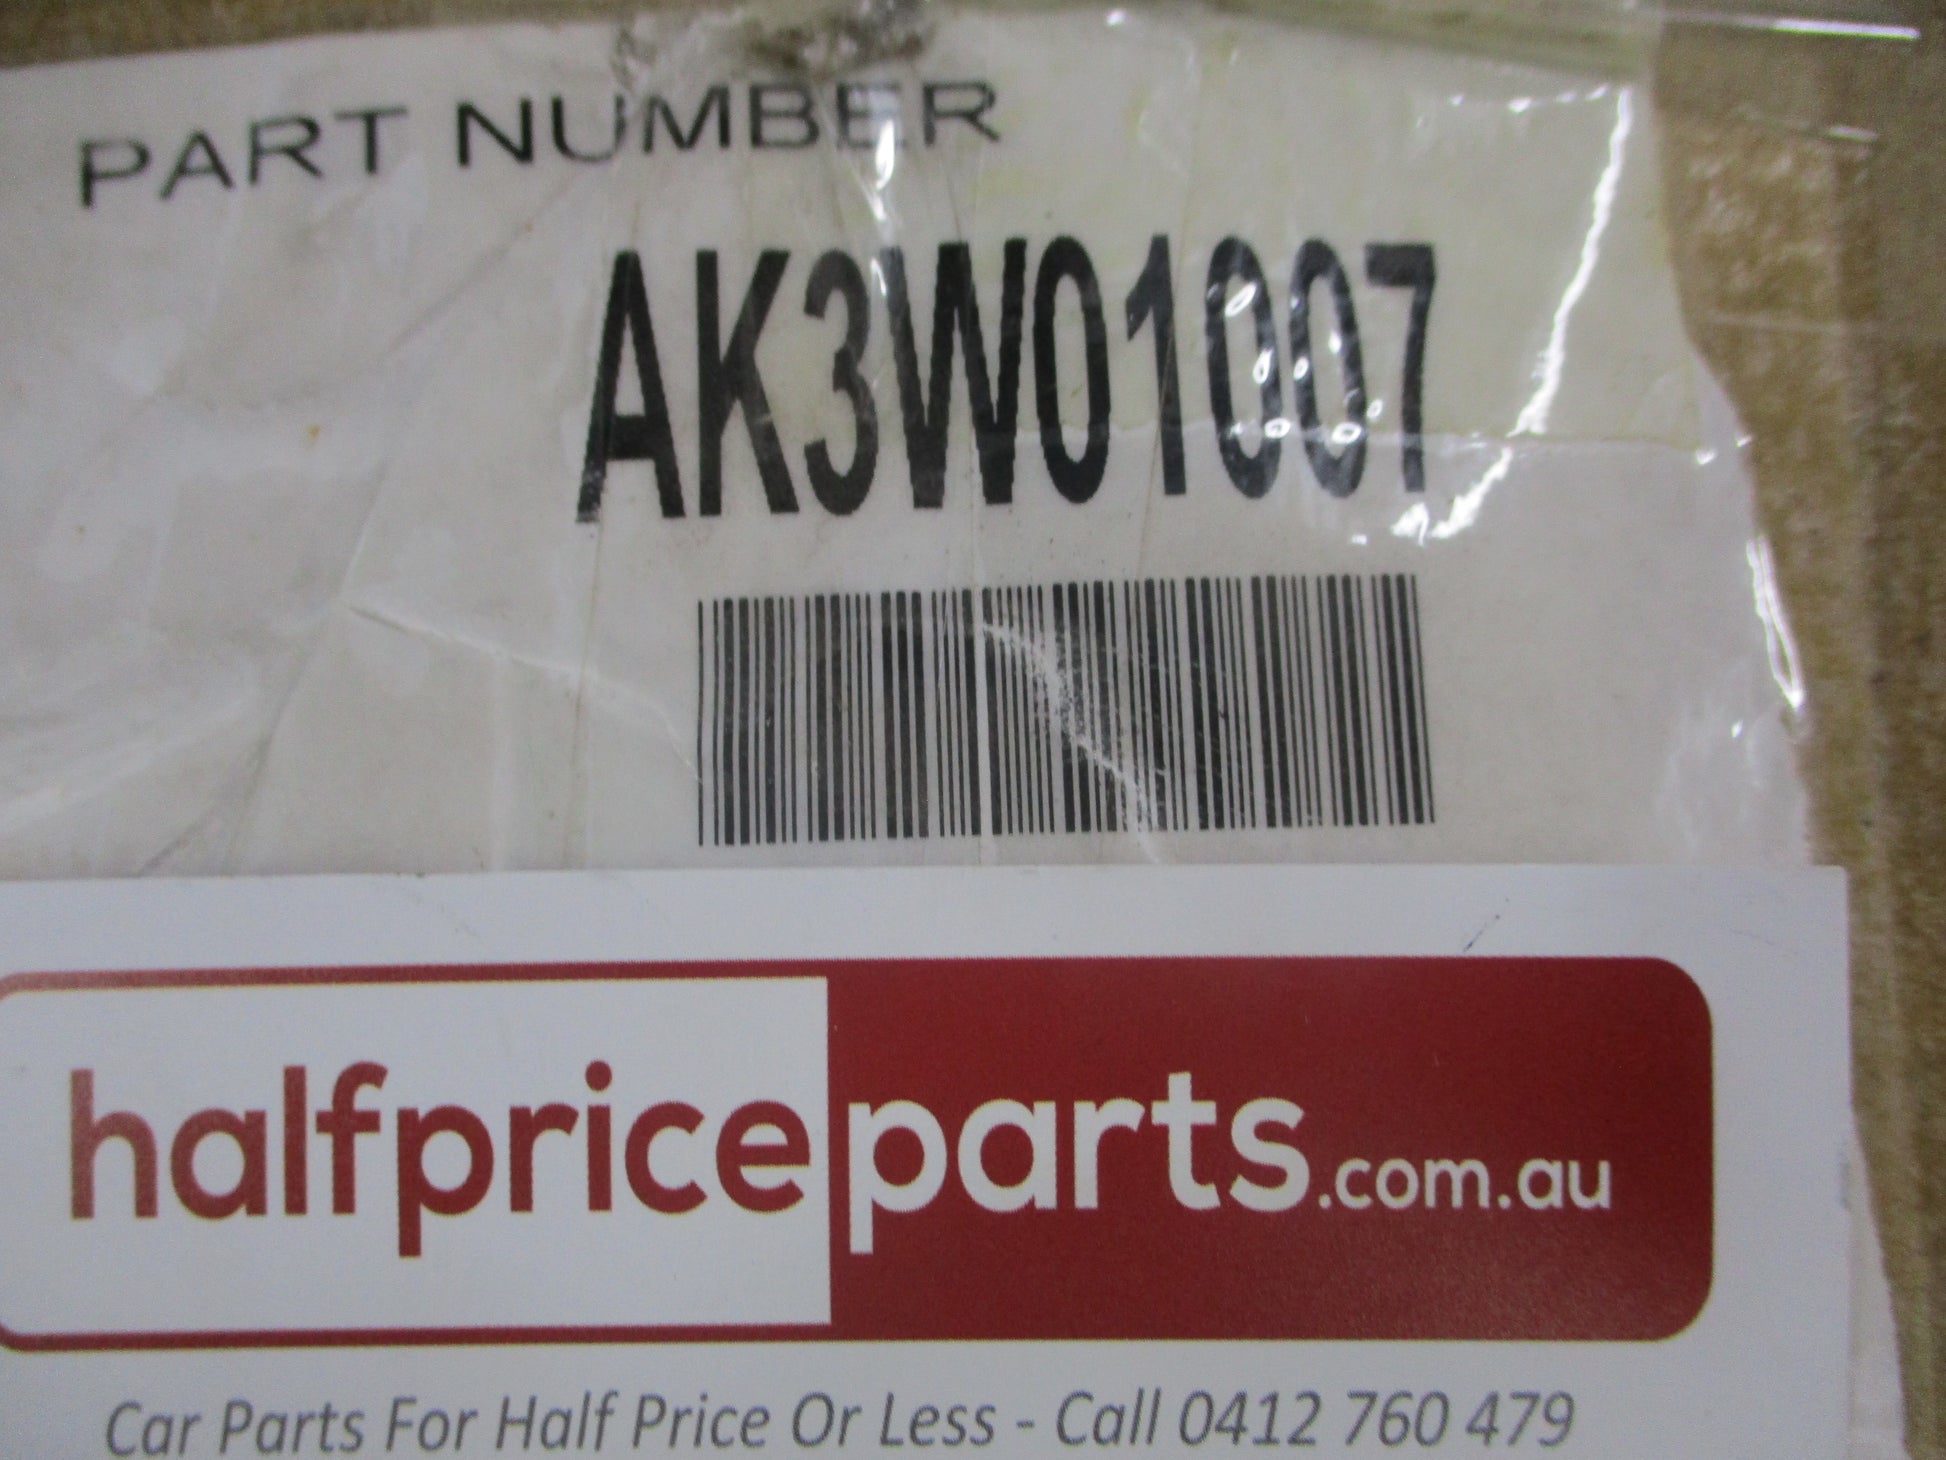 PART NUMBER
AK3W01007
halfpriceparts.com.au
Car Parts For Half Price Or Less - Call 0412 760 479